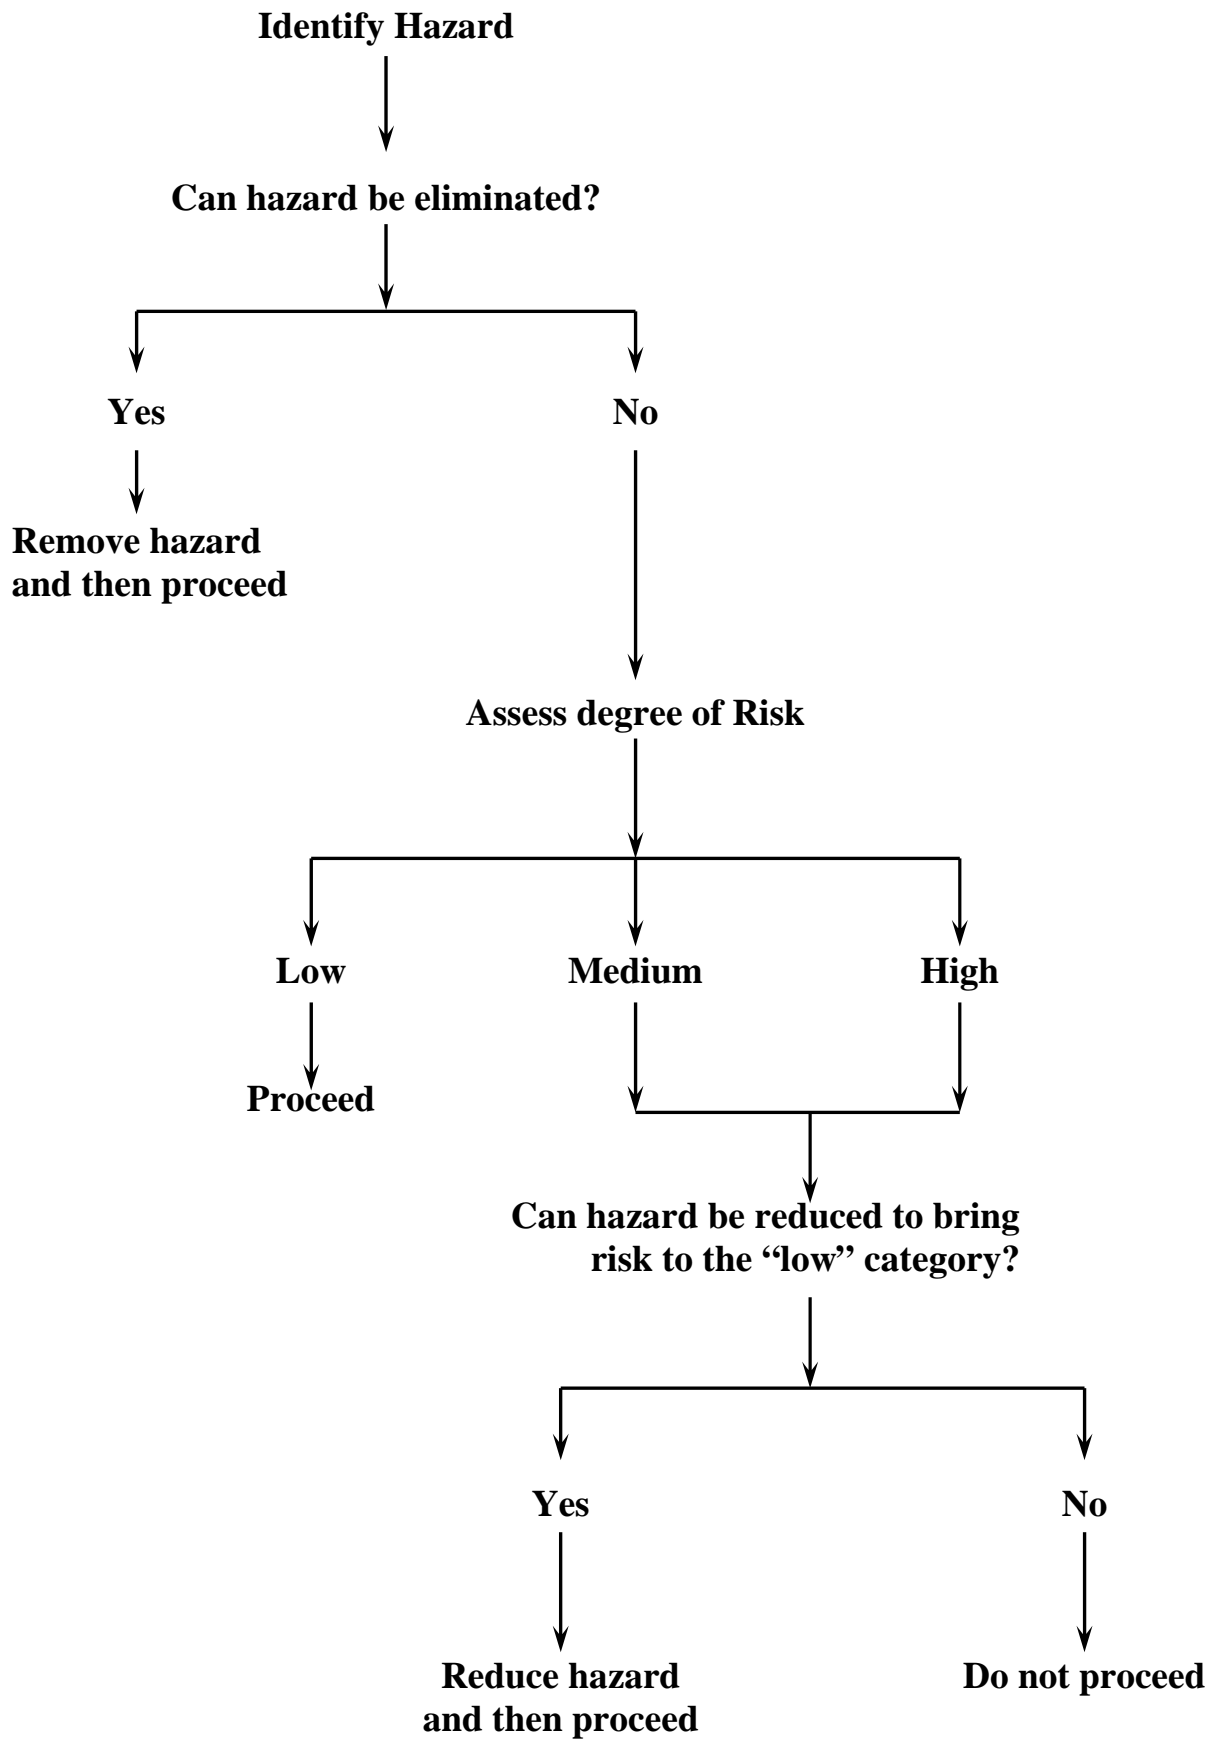 Identify Hazard
Can hazard be eliminated?
Yes
No
Remove hazard
and then proceed
Assess degree of Risk
Low
Medium
High
Proceed
Can hazard be reduced to bring
risk to the “low” category?
Yes
No
Reduce hazard
and then proceed
Do not proceed